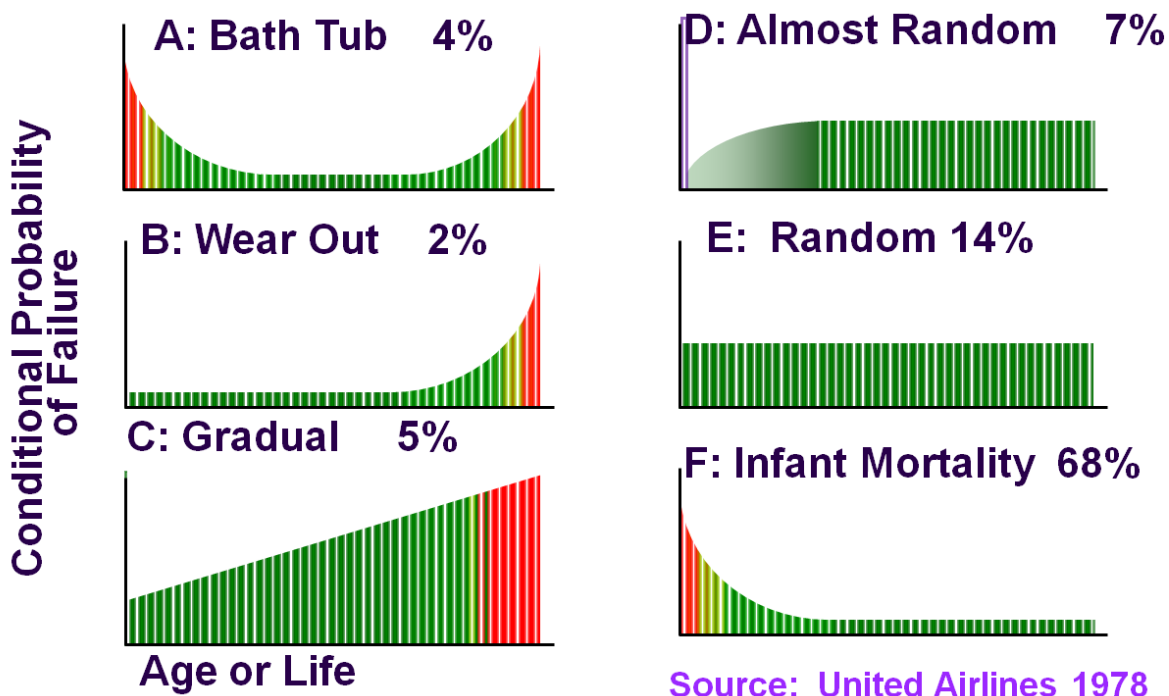 Conditional Probability
of Failure
A: Bath Tub 4%
B: Wear Out 2%
C: Gradual 5%
Age or Life
D: Almost Random 7%
E: Random 14%
F: Infant Mortality 68%
Source: United Airlines 1978